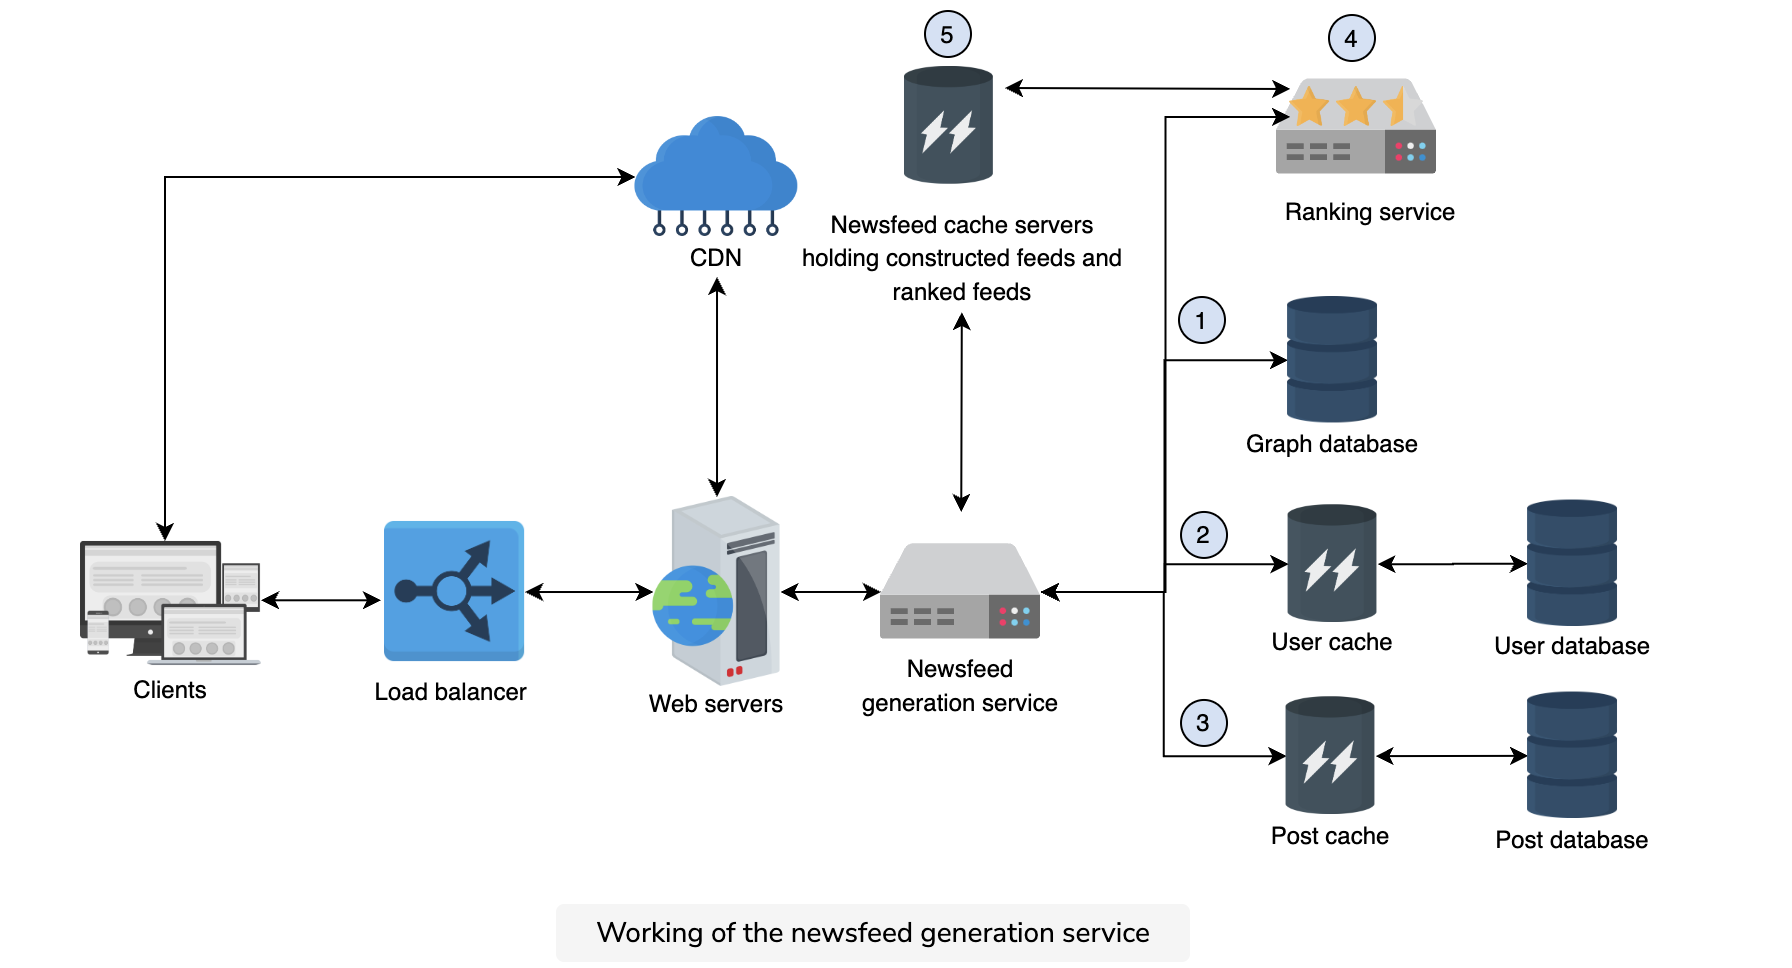 5
4
Ranking service
CDN
Newsfeed cache servers
holding constructed feeds and
ranked feeds
1
Graph database
2
User cache
User database
Clients
Load balancer
Web servers
Newsfeed
generation service
3
Post cache
Post database
Working of the newsfeed generation service